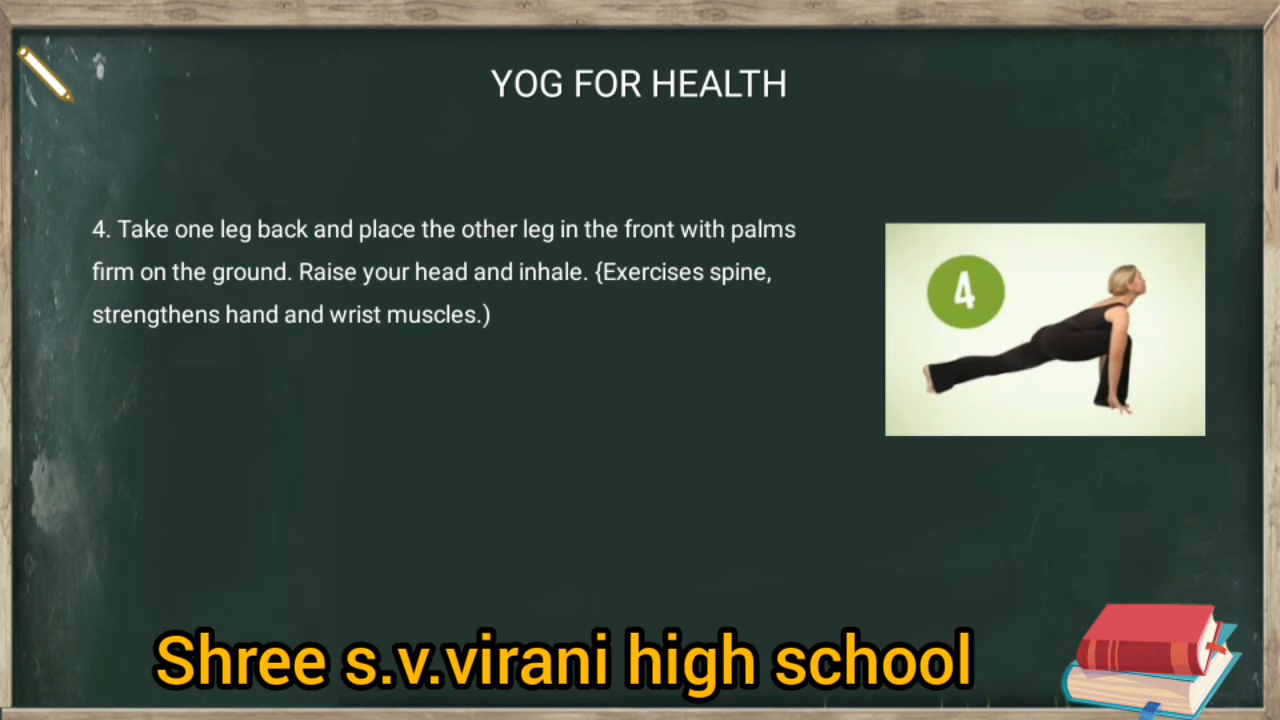 YOG FOR HEALTH
4. Take one leg back and place the other leg in the front with palms
firm on the ground. Raise your head and inhale. {Exercises spine,
strengthens hand and wrist muscles.)
4
Shree s.v.virani high school